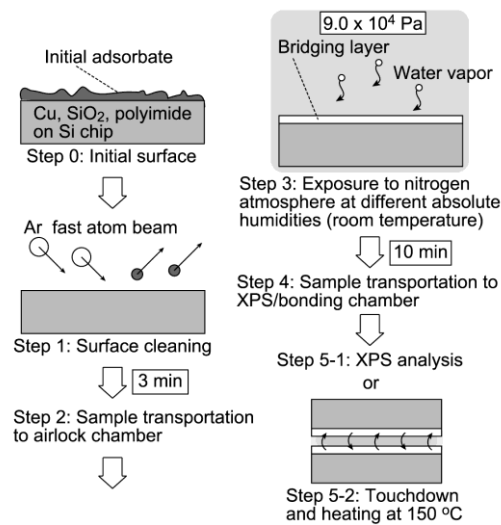 Initial adsorbate
Cu, SiO₂, polyimide
on Si chip
Step 0: Initial surface
Ar fast atom beam
Step 1: Surface cleaning
3 min
Step 2: Sample transportation
to airlock chamber
9.0 x 10⁴ Pa
Bridging layer
Water vapor
Step 3: Exposure to nitrogen
atmosphere at different absolute
humidities (room temperature)
10 min
Step 4: Sample transportation to
XPS/bonding chamber
Step 5-1: XPS analysis
or
Step 5-2: Touchdown
and heating at 150 ºC